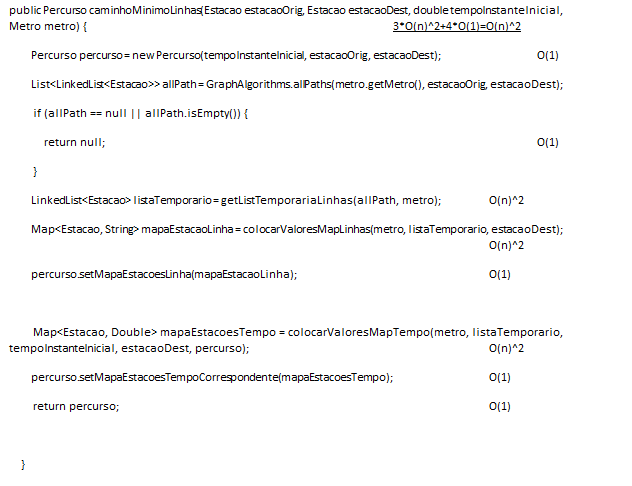 public Percurso caminhoMinimoLinhas(Estacao estacaoOrig, Estacao estacaoDest, double tempoInstanteInicial,
Metro metro) { 3*O(n)^2+4*O(1)=O(n)^2
Percurso percurso = new Percurso(tempoInstanteInicial, estacaoOrig, estacaoDest); O(1)
List<LinkedList<Estacao>> allPath = GraphAlgorithms.allPaths(metro.getMetro(), estacaoOrig, estacaoDest);
if (allPath == null || allPath.isEmpty()) {
return null; O(1)
}
LinkedList<Estacao> listaTemporario = getListTemporariaLinhas(allPath, metro); O(n)^2
Map<Estacao, String> mapaEstacaoLinha = colocarValoresMapLinhas(metro, listaTemporario, estacaoDest);
O(n)^2
percurso.setMapaEstacoesLinha(mapaEstacaoLinha); O(1)
Map<Estacao, Double> mapaEstacoesTempo = colocarValoresMapTempo(metro, listaTemporario,
tempoInstanteInicial, estacaoDest, percurso); O(n)^2
percurso.setMapaEstacoesTempoCorrespondente(mapaEstacoesTempo); O(1)
return percurso; O(1)
}